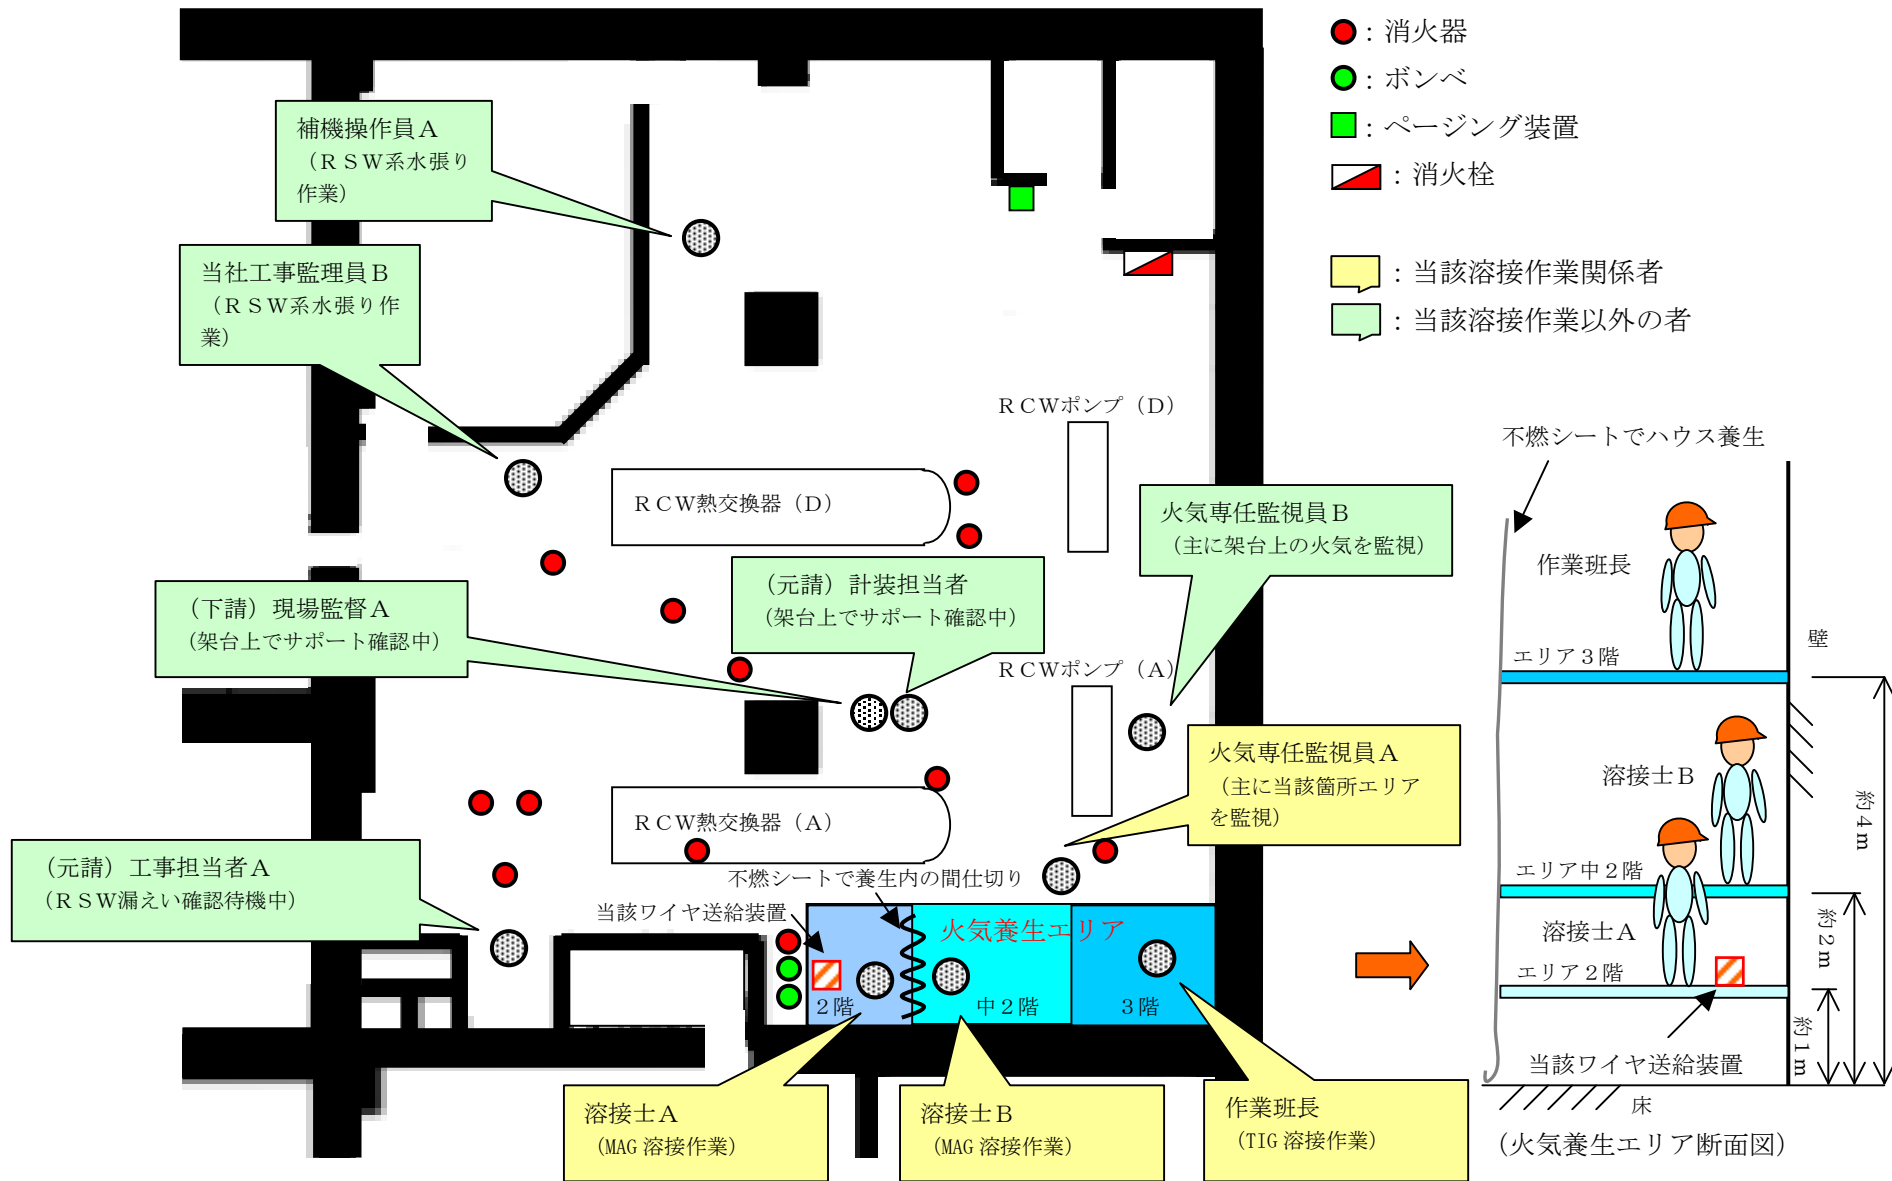 ：消火器
：ボンベ
：ページング装置
：消火栓
：当該溶接作業関係者
：当該溶接作業以外の者
補機操作員Ａ
（ＲＳＷ系水張り
作業）
当社工事監理員Ｂ
（ＲＳＷ系水張り作
業）
ＲＣＷポンプ（Ｄ）
ＲＣＷ熱交換器（Ｄ）
火気専任監視員Ｂ
（主に架台上の火気を監視）
（元請）計装担当者
（架台上でサポート確認中）
（下請）現場監督Ａ
（架台上でサポート確認中）
ＲＣＷポンプ（Ａ）
火気専任監視員Ａ
（主に当該箇所エリア
を監視）
ＲＣＷ熱交換器（Ａ）
（元請）工事担当者Ａ
（ＲＳＷ漏えい確認待機中）
不燃シートで養生内の間仕切り
当該ワイヤ送給装置
火気養生エリア
２階
中２階
３階
溶接士Ａ
（MAG 溶接作業）
溶接士Ｂ
（MAG 溶接作業）
作業班長
（TIG 溶接作業）
不燃シートでハウス養生
作業班長
壁
エリア３階
溶接士Ｂ
約４ｍ
エリア中２階
約２ｍ
溶接士Ａ
エリア２階
約１ｍ
当該ワイヤ送給装置
床
（火気養生エリア断面図）